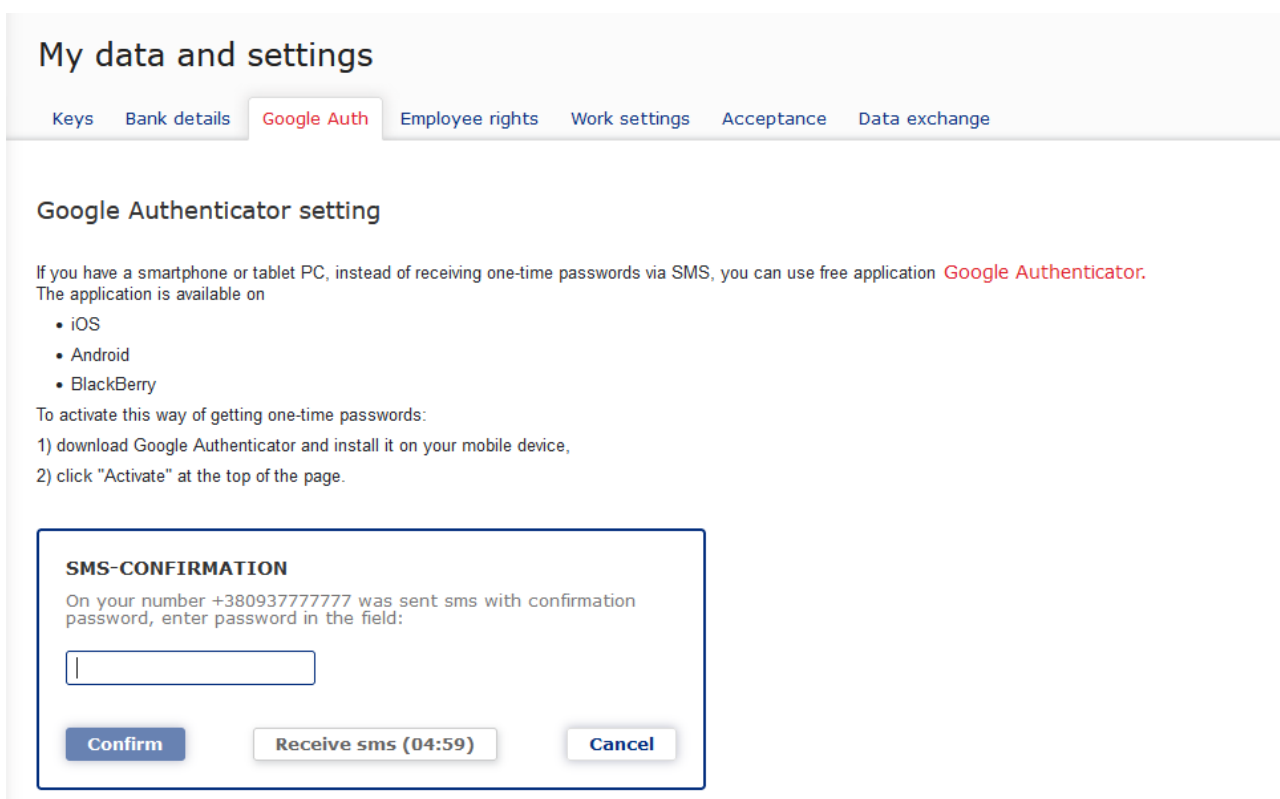 My data and settings
Keys Bank details Google Auth Employee rights Work settings Acceptance Data exchange
Google Authenticator setting
If you have a smartphone or tablet PC, instead of receiving one-time passwords via SMS, you can use free application Google Authenticator.
The application is available on
• iOS
• Android
• BlackBerry
To activate this way of getting one-time passwords:
1) download Google Authenticator and install it on your mobile device,
2) click "Activate" at the top of the page.
SMS-CONFIRMATION
On your number +380937777777 was sent sms with confirmation
password, enter password in the field:
Confirm Receive sms (04:59) Cancel